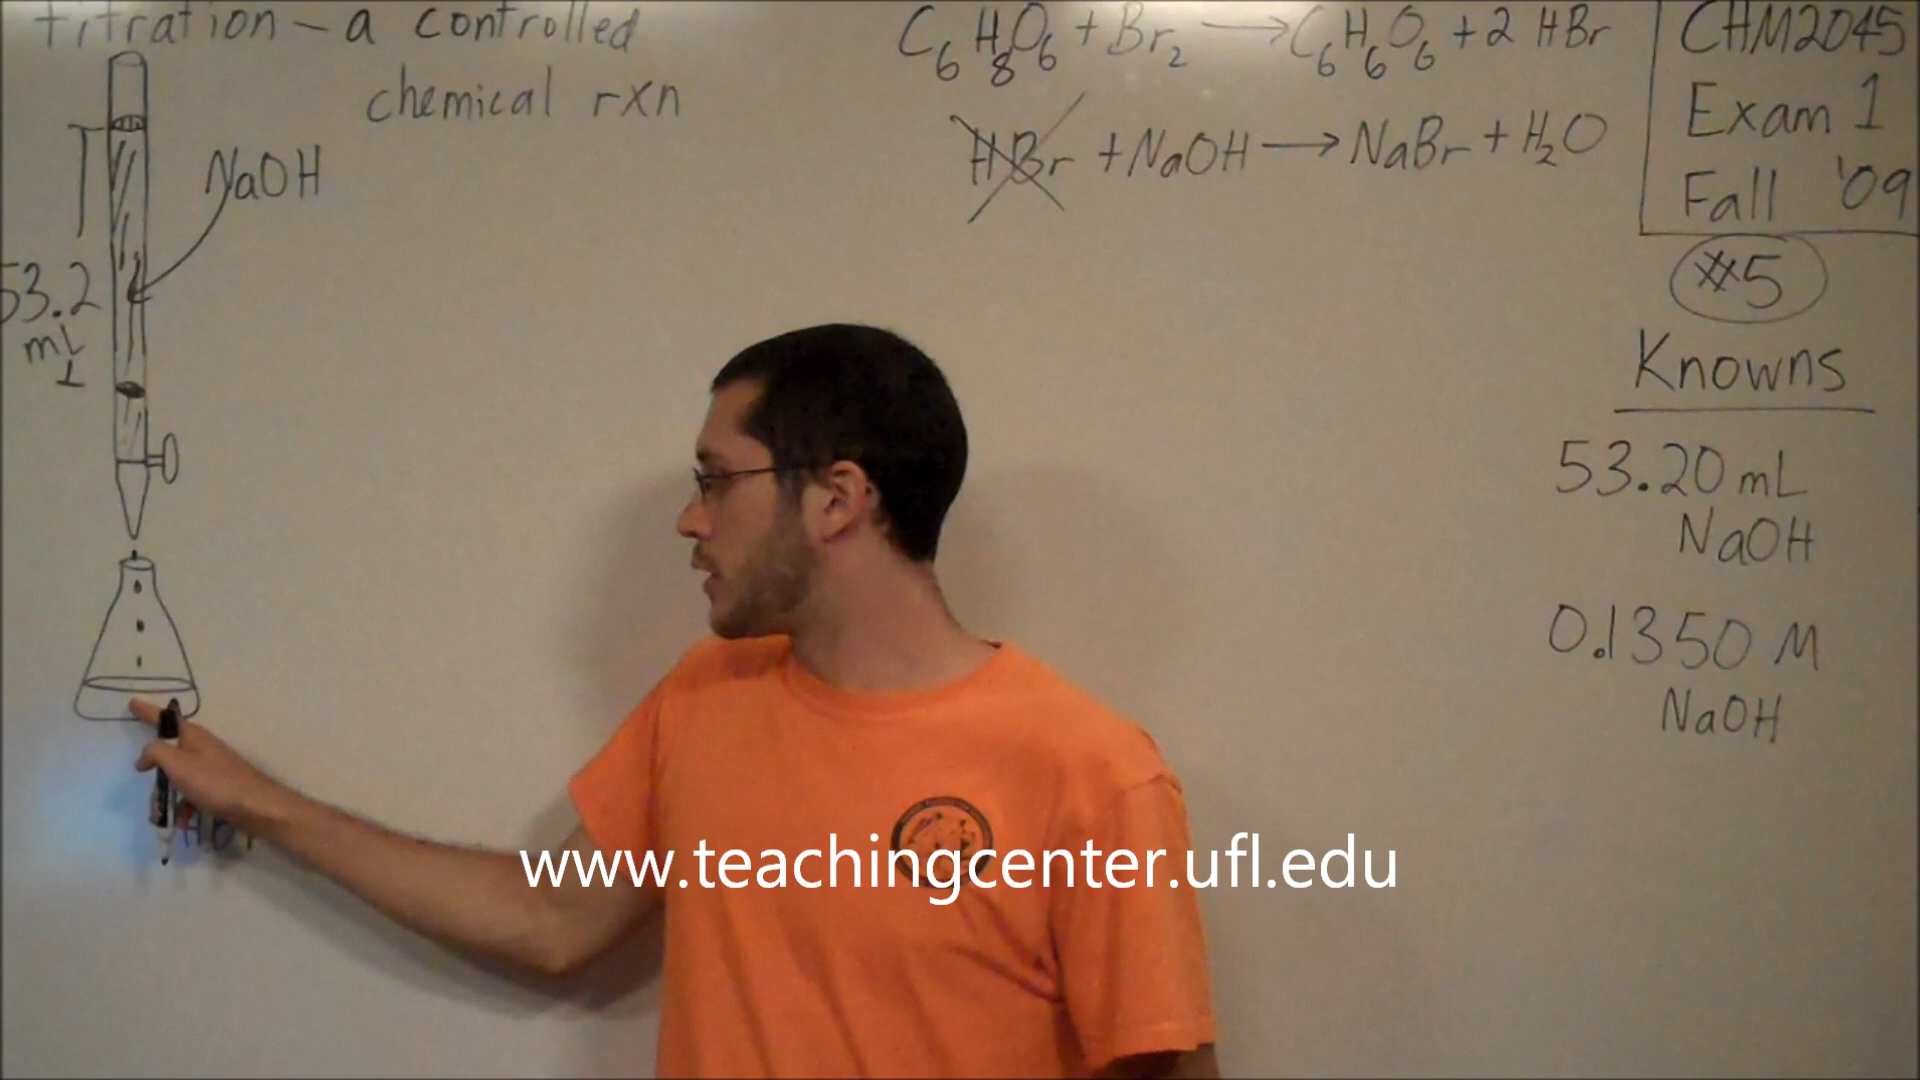 titration - a controlled
chemical rxn
NaOH
53.2
mL
C6H8O6 + Br2 → C6H6O6 + 2 HBr
HBr + NaOH → NaBr + H2O
CHM2045
Exam 1
Fall '09
#5
Knowns
53.20 mL
NaOH
0.1350 M
NaOH
www.teachingcenter.ufl.edu